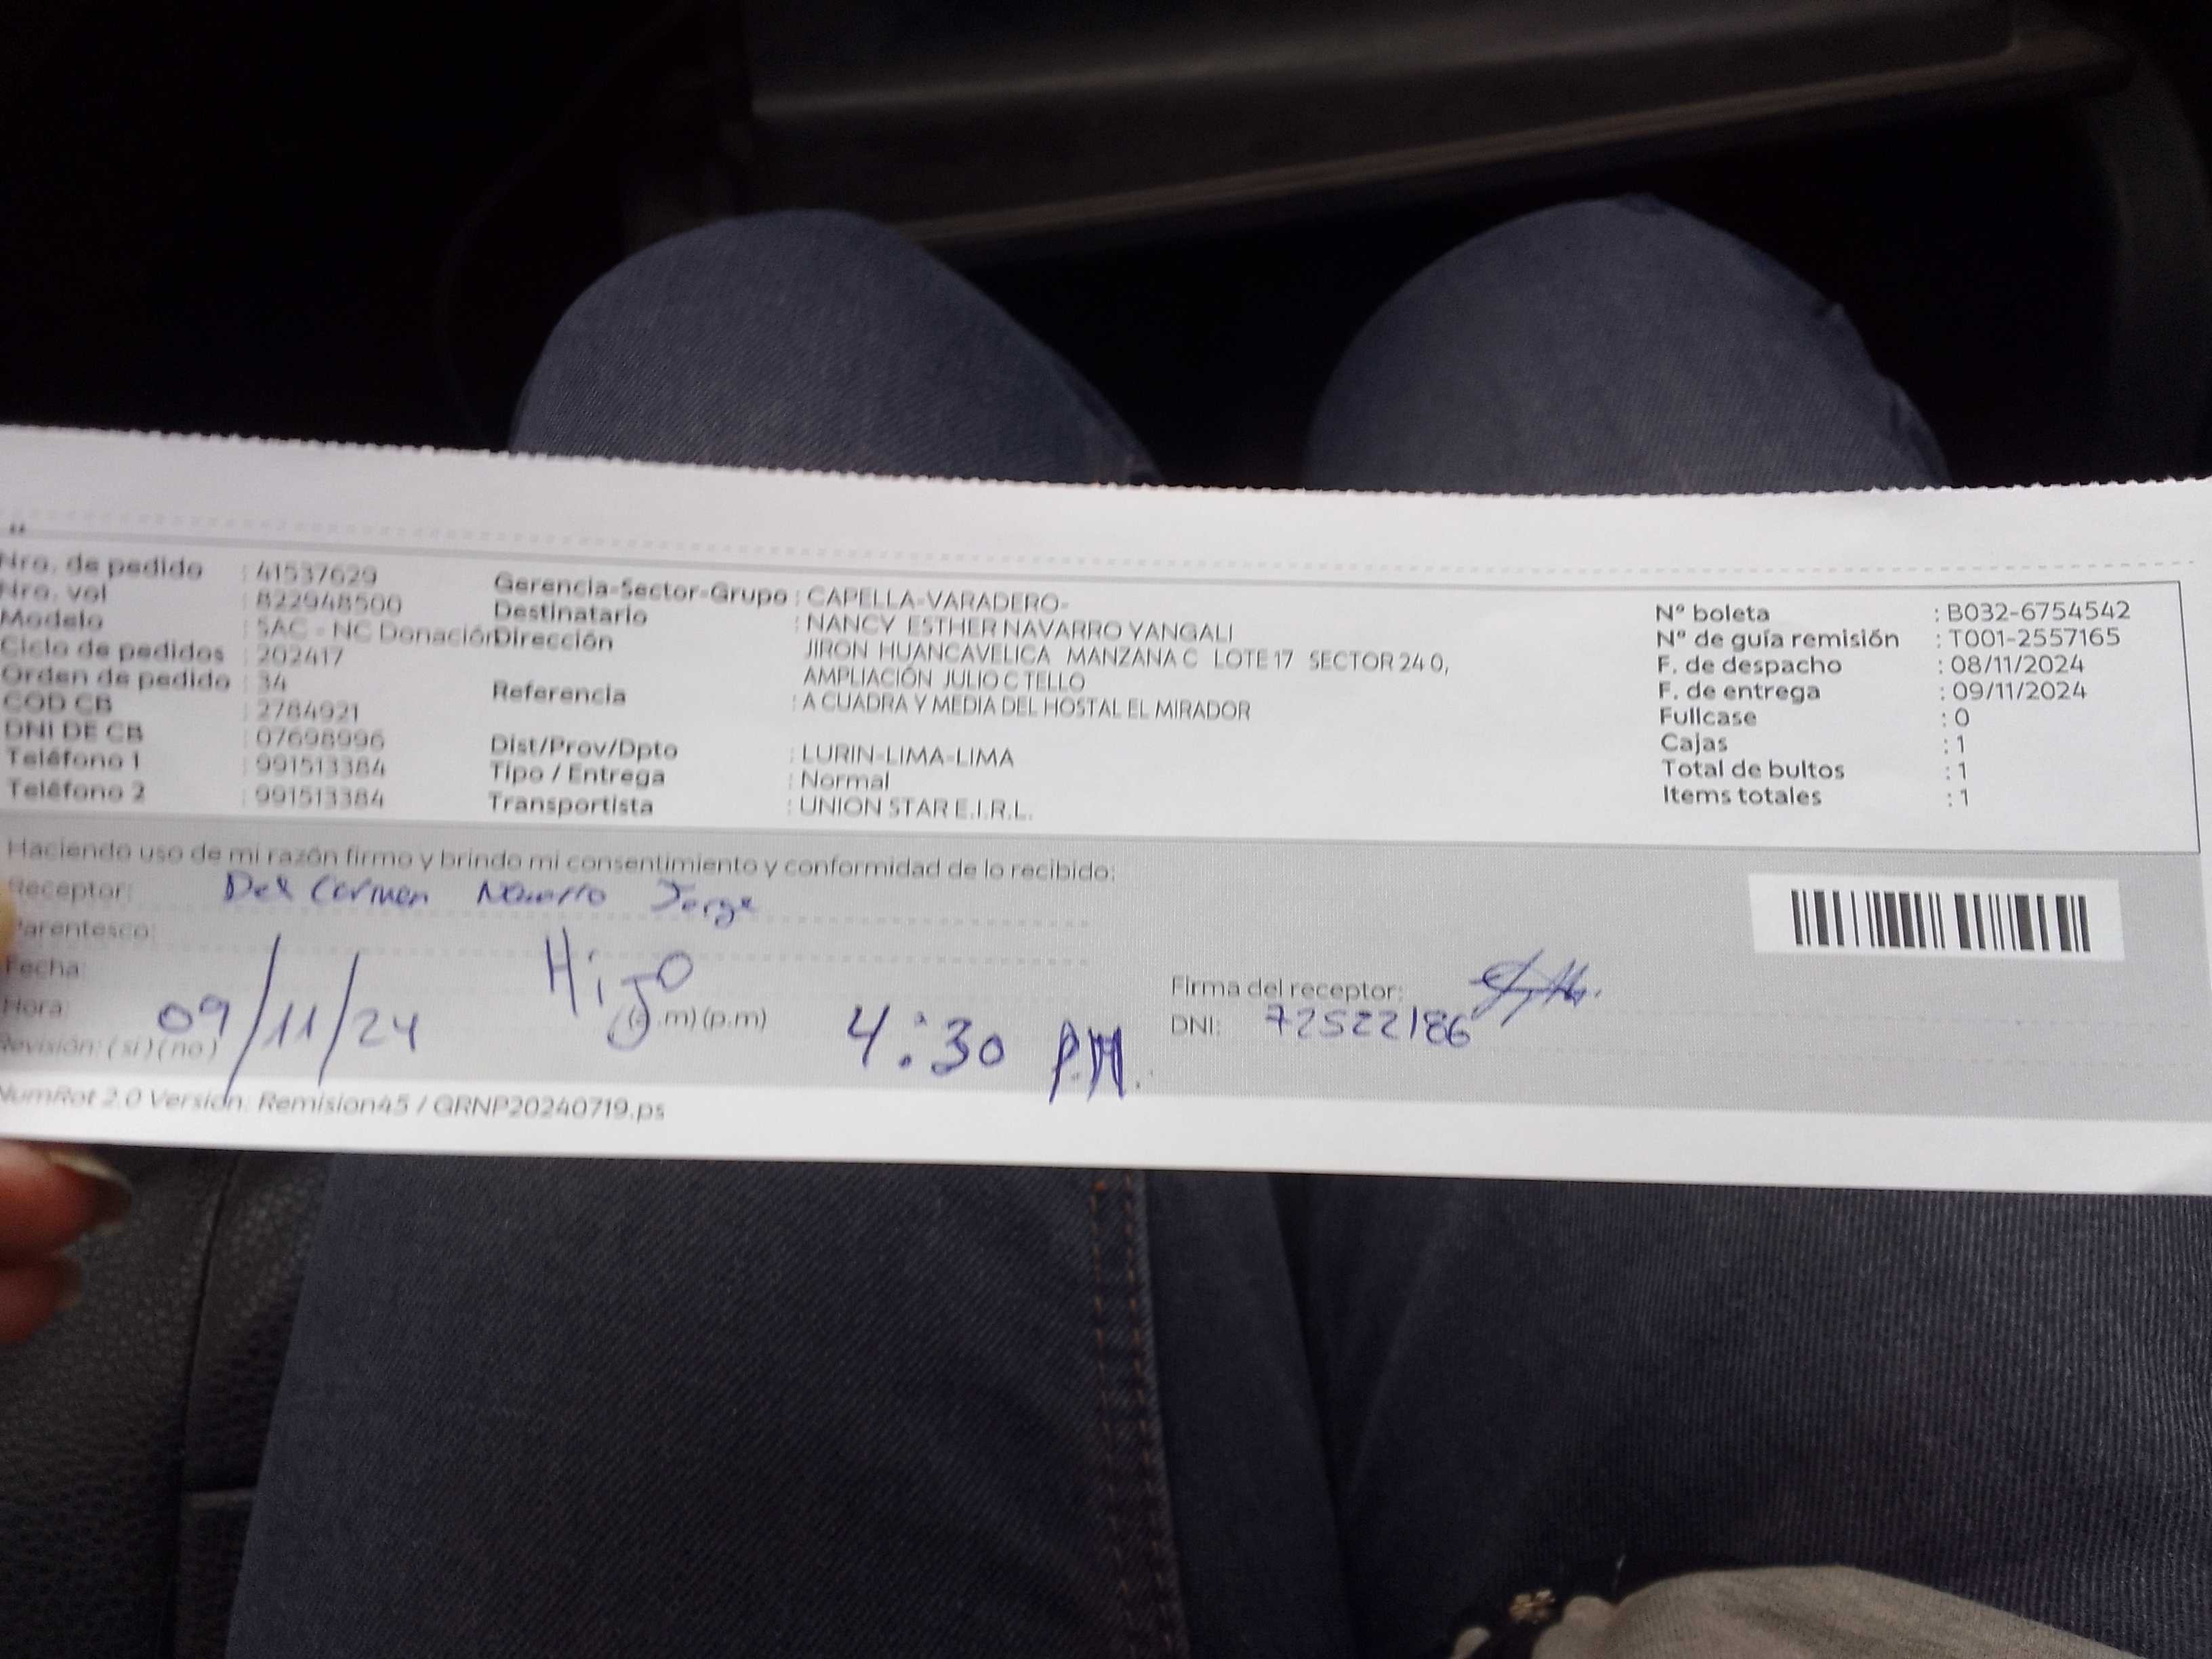 Nro. de pedido : 41537629
Nro. vol : 822948500
Modelo : SAC - NC Donación
Ciclo de pedidos : 202417
Orden de pedido : 34
COD CB : 2784921
DNI DE CB : 07698996
Teléfono 1 : 991513384
Teléfono 2 : 991513384
Gerencia-Sector-Grupo : CAPELLA-VARADERO-
Destinatario : NANCY ESTHER NAVARRO YANGALI
Dirección JIRON HUANCAVELICA MANZANA C LOTE 17 SECTOR 24 0,
AMPLIACIÓN JULIO C TELLO
Referencia : A CUADRA Y MEDIA DEL HOSTAL EL MIRADOR
Dist/Prov/Dpto : LURIN-LIMA-LIMA
Tipo / Entrega : Normal
Transportista : UNION STAR E.I.R.L.
N° boleta : B032-6754542
N° de guía remisión : T001-2557165
F. de despacho : 08/11/2024
F. de entrega : 09/11/2024
Fullcase : 0
Cajas : 1
Total de bultos : 1
Items totales : 1
Haciendo uso de mi razón firmo y brindo mi consentimiento y conformidad de lo recibido:
Receptor: Del Carmen Navarro Jorge
Parentesco: Hijo
Fecha: 09/11/24
Hora: (a.m) (p.m) 4:30 P.M.
Revisión: (si) (no)
Firma del receptor:
DNI: 72522186
NumRot 2.0 Versión: Remision45 / GRNP20240719.ps